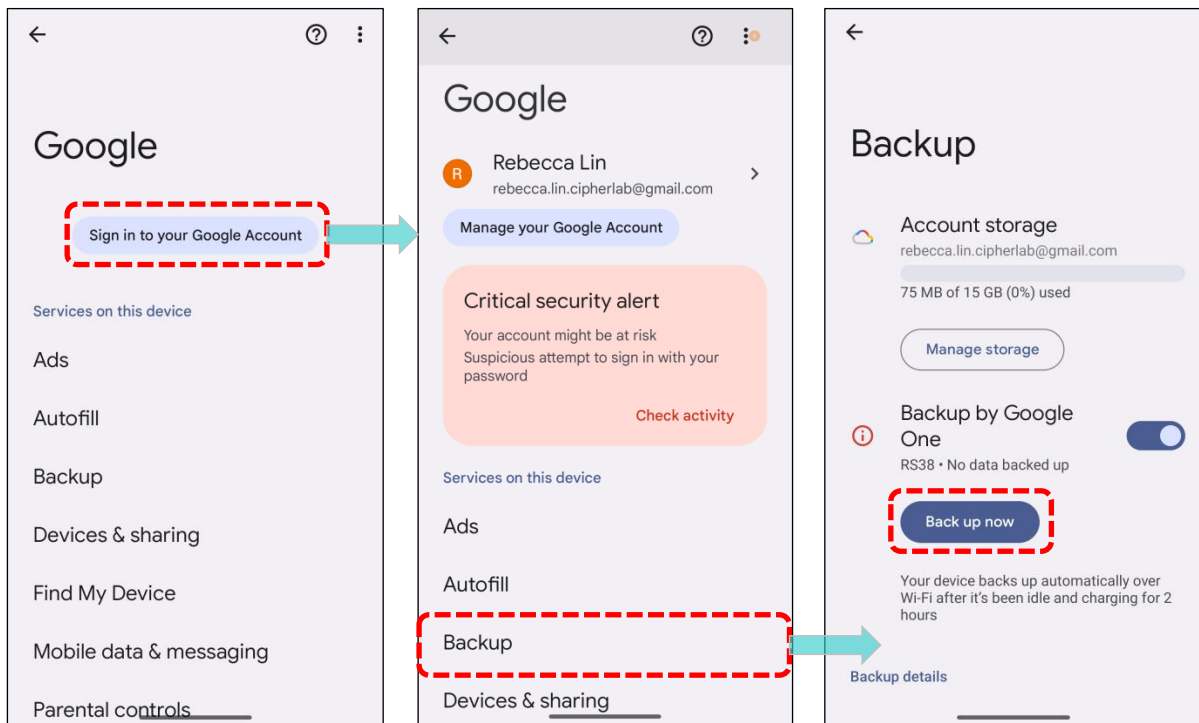 Google
Sign in to your Google Account
Services on this device
Ads
Autofill
Backup
Devices & sharing
Find My Device
Mobile data & messaging
Parental controls
Google
R
Rebecca Lin
rebecca.lin.cipherlab@gmail.com
Manage your Google Account
Critical security alert
Your account might be at risk
Suspicious attempt to sign in with your
password
Check activity
Services on this device
Ads
Autofill
Backup
Devices & sharing
Backup
Account storage
rebecca.lin.cipherlab@gmail.com
75 MB of 15 GB (0%) used
Manage storage
Backup by Google
One
RS38 • No data backed up
Back up now
Your device backs up automatically over
Wi-Fi after it's been idle and charging for 2
hours
Backup details